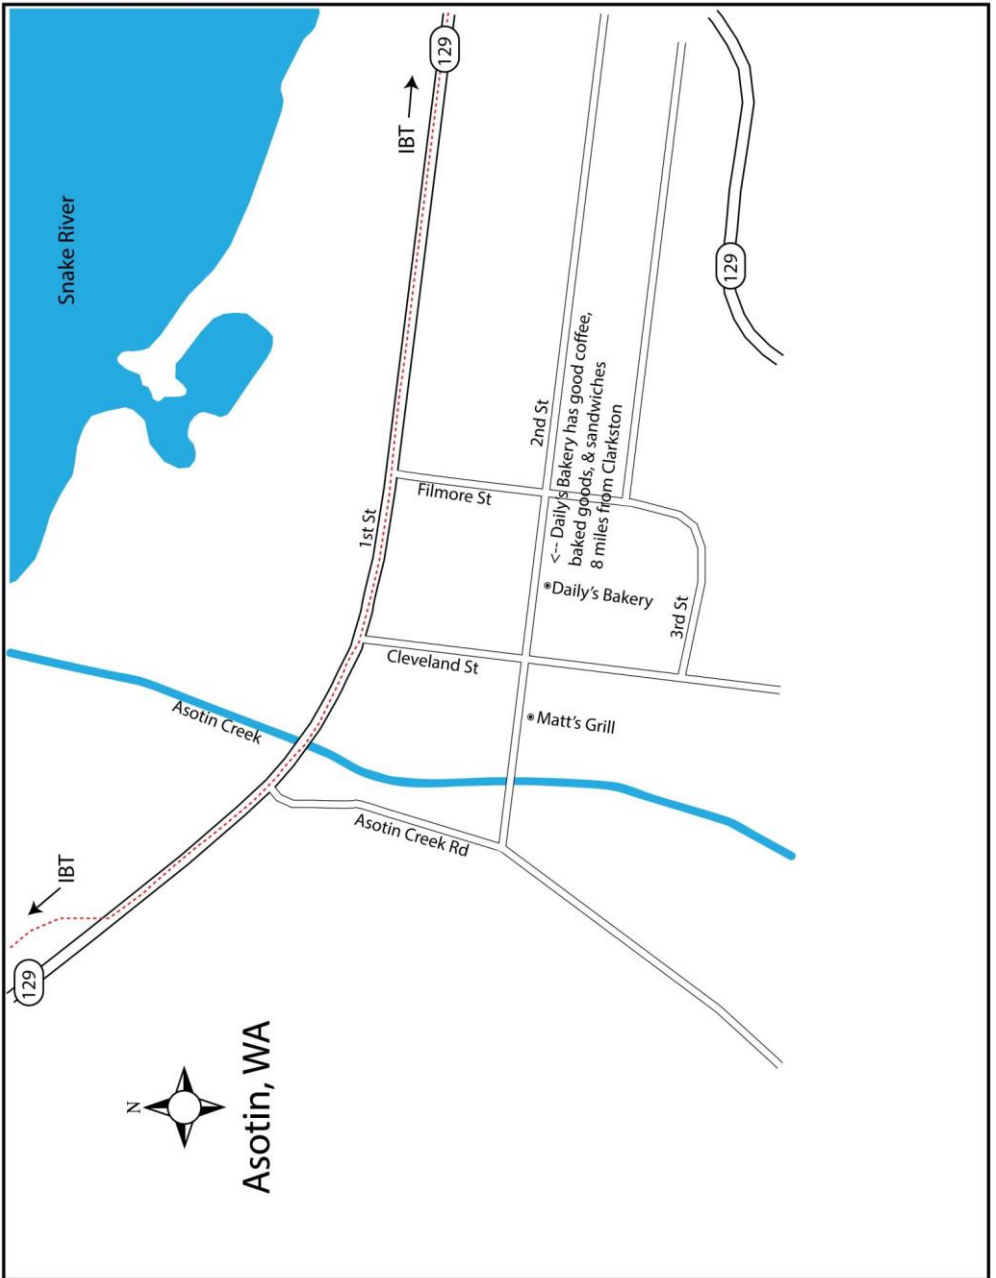 Snake River
129
IBT
129
2nd St
<-- Daily's Bakery has good coffee,
baked goods, & sandwiches
8 miles from Clarkston
Filmore St
1st St
Daily's Bakery
3rd St
Cleveland St
Matt's Grill
Asotin Creek
Asotin Creek Rd
IBT
129
N
Asotin, WA